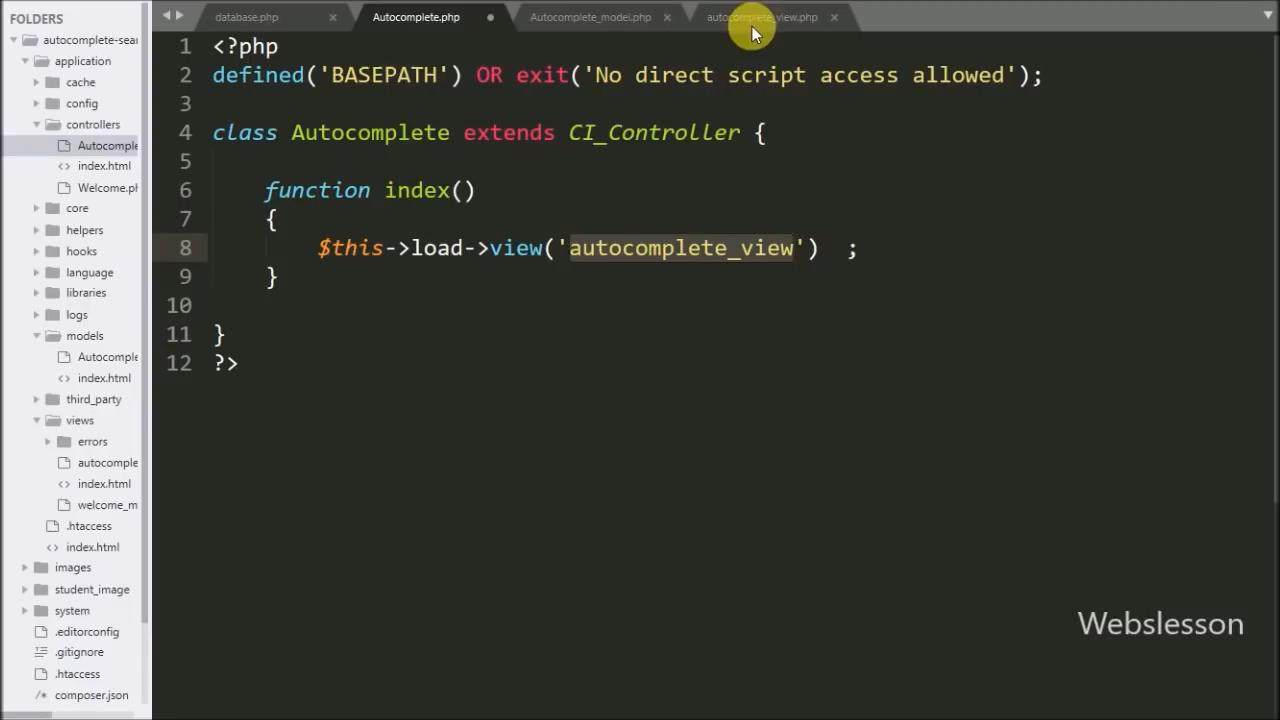 FOLDERS
autocomplete-sear
application
cache
config
controllers
Autocomple
index.html
Welcome.ph
core
helpers
hooks
language
libraries
logs
models
Autocomple
index.html
third_party
views
errors
autocomple
index.html
welcome_m
.htaccess
index.html
images
student_image
system
.editorconfig
.gitignore
.htaccess
composer.json
database.php
Autocomplete.php
Autocomplete_model.php
autocomplete_view.php
1 <?php
2 defined('BASEPATH') OR exit('No direct script access allowed');
3
4 class Autocomplete extends CI_Controller {
5
6 function index()
7 {
8 $this->load->view('autocomplete_view') ;
9 }
10
11 }
12 ?>
Webslesson